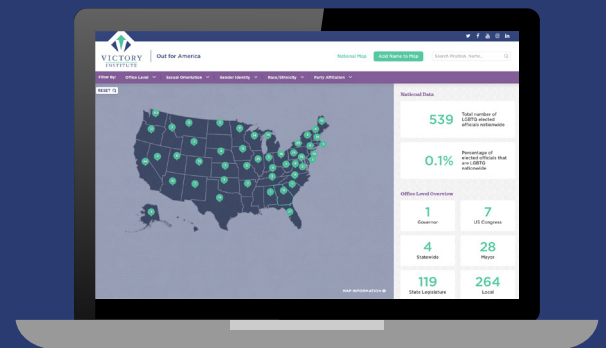 VICTORY
INSTITUTE
Out for America
National Map
Add Name to Map
Search Position, Name,
Filter By:
Office Level
Sexual Orientation
Gender Identity
Race/Ethnicity
Party Affiliation
RESET
National Data
539
Total number of
LGBTQ elected
officials nationwide
0.1%
Percentage of
elected officials that
are LGBTQ
nationwide
Office Level Overview
1
Governor
7
US Congress
4
Statewide
28
Mayor
119
State Legislature
264
Local
MAP INFORMATION